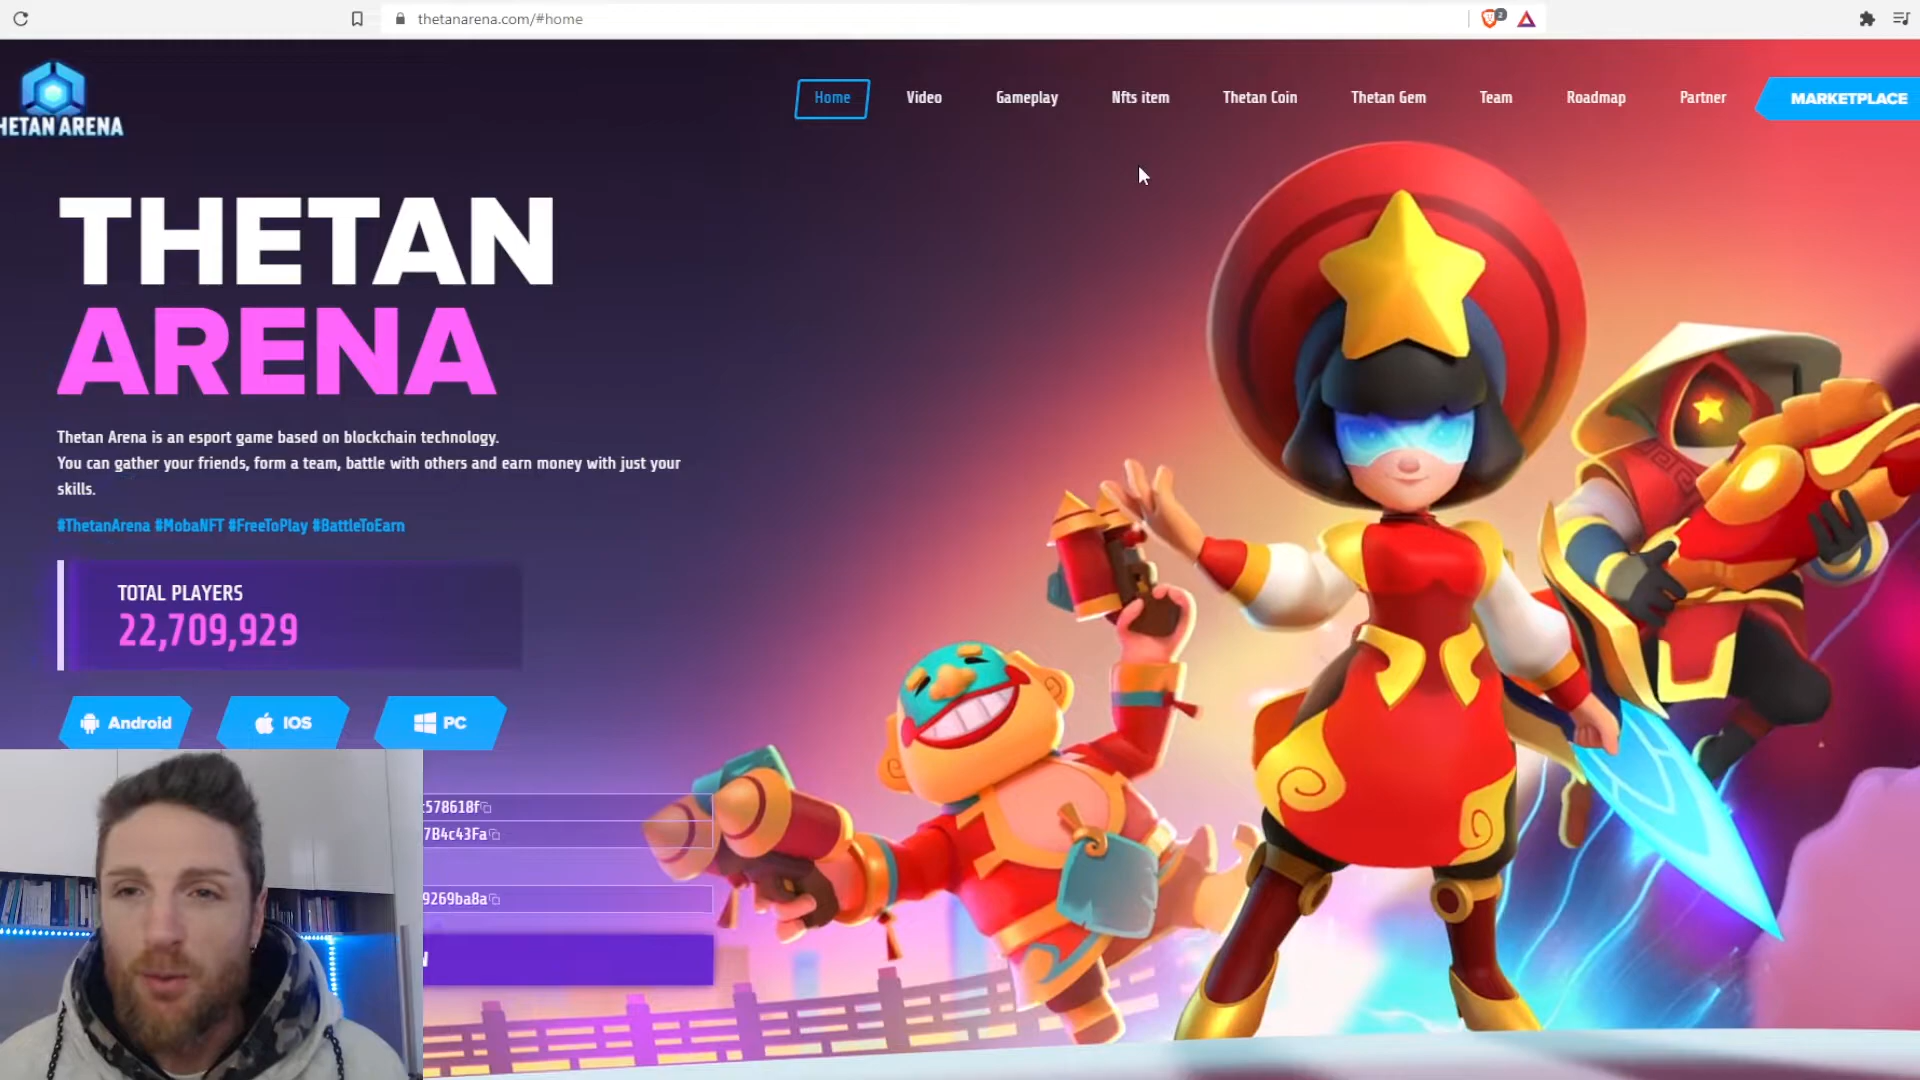 thetanarena.com/#home
2
HETAN ARENA
Home
Video
Gameplay
Nfts item
Thetan Coin
Thetan Gem
Team
Roadmap
Partner
MARKETPLACE
THETAN
ARENA
Thetan Arena is an esport game based on blockchain technology.
You can gather your friends, form a team, battle with others and earn money with just your
skills.
#ThetanArena #MobaNFT #FreeToPlay #BattleToEarn
TOTAL PLAYERS
22,709,929
Android
IOS
PC
c578618f
7B4c43Fa
9269ba8a